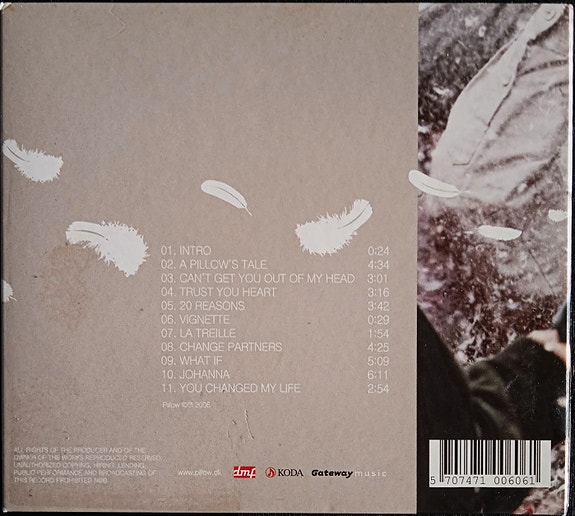 01. INTRO 0:24
02. A PILLOW'S TALE 4:34
03. CAN'T GET YOU OUT OF MY HEAD 3:01
04. TRUST YOU HEART 3:16
05. 20 REASONS 3:42
06. VIGNETTE 0:29
07. LA TREILLE 1:54
08. CHANGE PARTNERS 4:25
09. WHAT IF 5:09
10. JOHANNA 6:11
11. YOU CHANGED MY LIFE 2:54
Pillow ©℗ 2006
ALL RIGHTS OF THE PRODUCER AND OF THE
OWNER OF THE WORKS REPRODUCED RESERVED.
UNAUTHORIZED COPYING, HIRING, LENDING,
PUBLIC PERFORMANCE AND BROADCASTING OF
THIS RECORD PROHIBITED
www.pillow.dk dmf KODA Gateway music
5 707471 006061